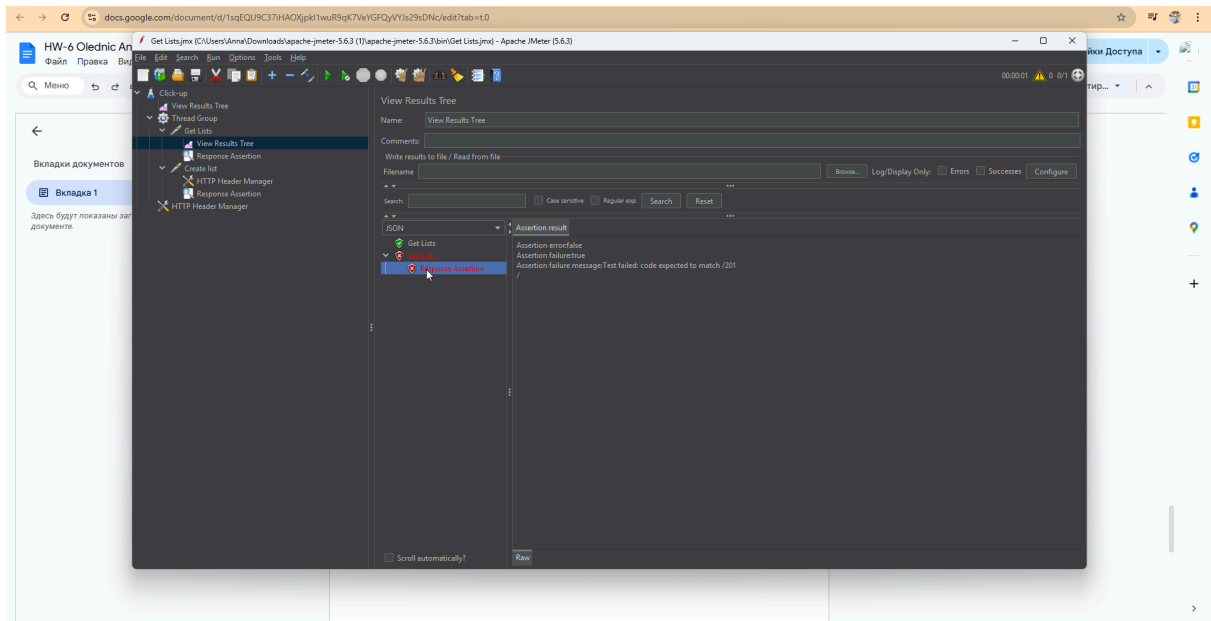 docs.google.com/document/d/1sqEQU9C37iHAOXjpkl1wuR9qK7VeYGFQyVYJs29sDNc/edit?tab=t.0
HW-6 Olednic An
Файл Правка Ви
йки Доступа
Меню
тир...
Вкладки документов
Вкладка 1
Здесь будут показаны заг
документе.
Get Lists.jmx (C:\Users\Anna\Downloads\apache-jmeter-5.6.3 (1)\apache-jmeter-5.6.3\bin\Get Lists.jmx) - Apache JMeter (5.6.3)
File Edit Search Run Options Tools Help
00:00:01 0 0/1
Click-up
View Results Tree
Thread Group
Get Lists
View Results Tree
Response Assertion
Create list
HTTP Header Manager
Response Assertion
HTTP Header Manager
View Results Tree
Name: View Results Tree
Comments:
Write results to file / Read from file
Filename Browse... Log/Display Only: Errors Successes Configure
Search: Case sensitive Regular exp. Search Reset
JSON
Get Lists
Get Lists
Response Assertion
Scroll automatically?
Assertion result
Assertion error:false
Assertion failure:true
Assertion failure message:Test failed: code expected to match /201
/
Raw
31